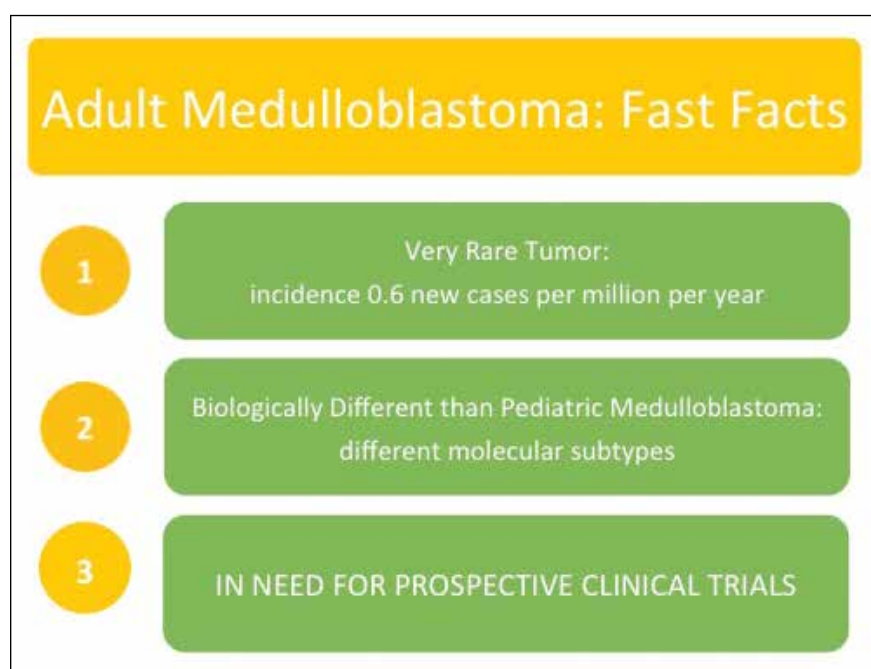 Adult Medulloblastoma: Fast Facts
1
Very Rare Tumor:
incidence 0.6 new cases per million per year
2
Biologically Different than Pediatric Medulloblastoma:
different molecular subtypes
3
IN NEED FOR PROSPECTIVE CLINICAL TRIALS